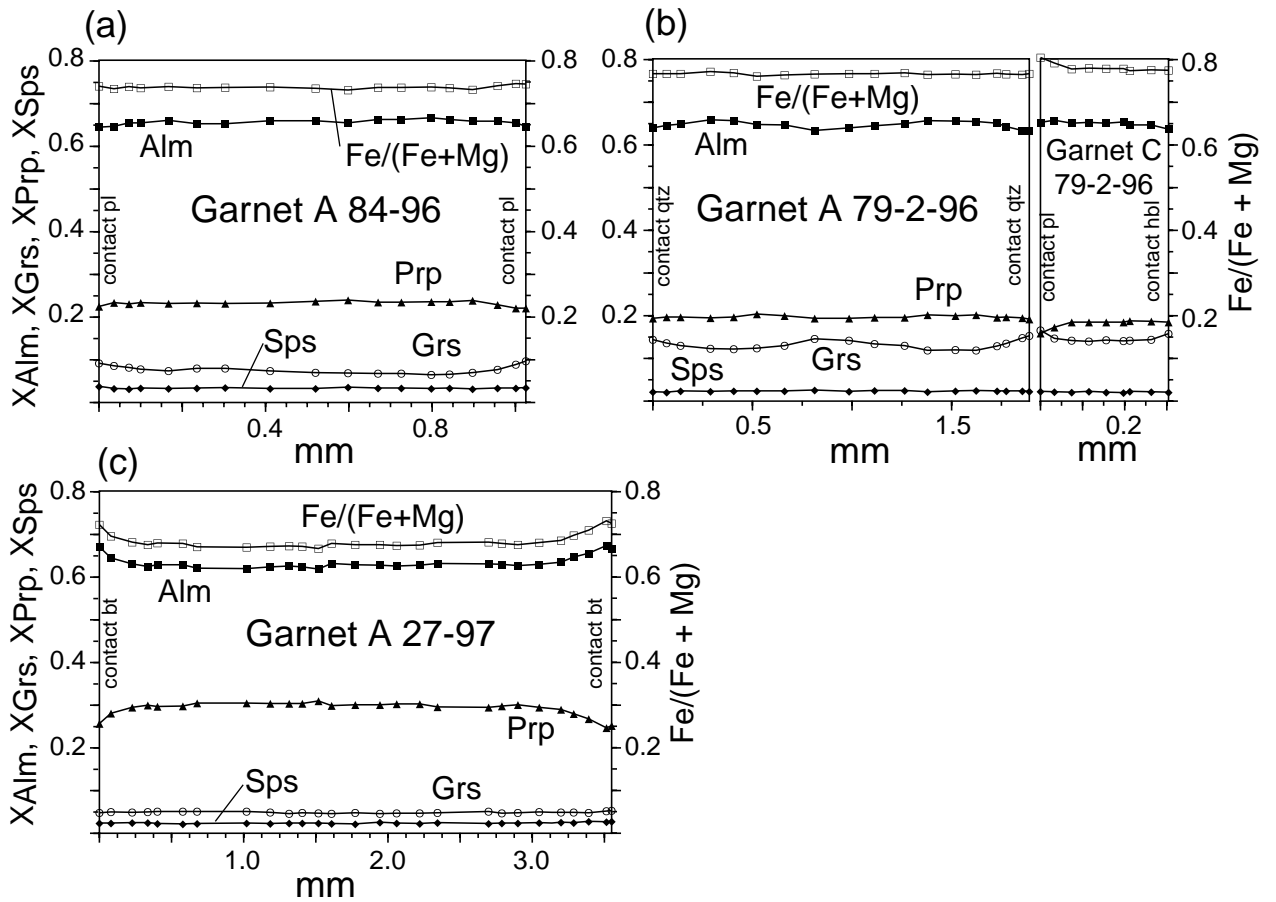 (a)
XAlm, XGrs, XPrp, XSps
0.8
0.6
0.4
0.2
0.8
0.6
0.4
0.2
Alm
Fe/(Fe+Mg)
contact pl
Garnet A 84-96
contact pl
Prp
Sps
Grs
0.4
0.8
mm
(b)
0.8
0.6
0.4
0.2
Fe/(Fe+Mg)
Alm
contact qtz
Garnet A 79-2-96
contact qtz
Prp
Sps
Grs
0.5
1.5
mm
Garnet C
79-2-96
contact pl
contact hbl
0.8
0.6
0.4
0.2
Fe/(Fe + Mg)
0.2
mm
(c)
XAlm, XGrs, XPrp, XSps
0.8
0.6
0.4
0.2
0.8
0.6
0.4
0.2
Fe/(Fe + Mg)
Fe/(Fe+Mg)
Alm
contact bt
Garnet A 27-97
contact bt
Prp
Sps
Grs
1.0
2.0
3.0
mm